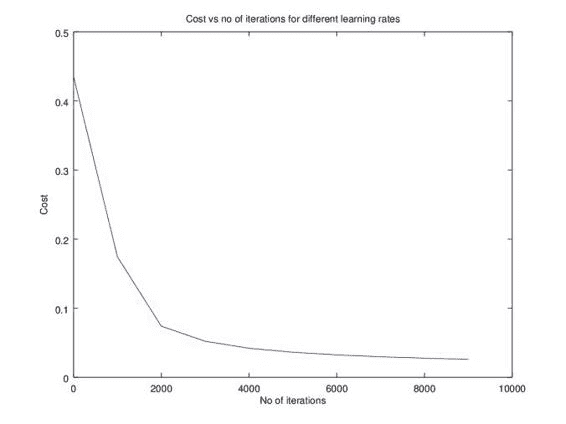 Cost vs no of iterations for different learning rates
0.5
0.4
0.3
0.2
0.1
0
Cost
0 2000 4000 6000 8000 10000
No of iterations